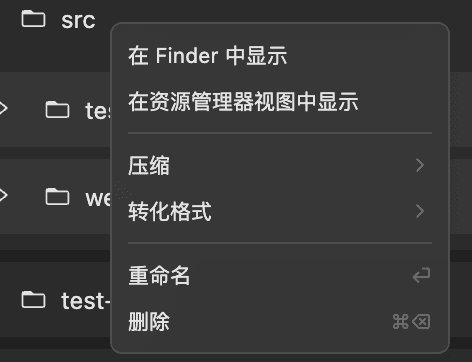 src
在 Finder 中显示
在资源管理器视图中显示
压缩
转化格式
重命名
删除 ⌘⌫
test-